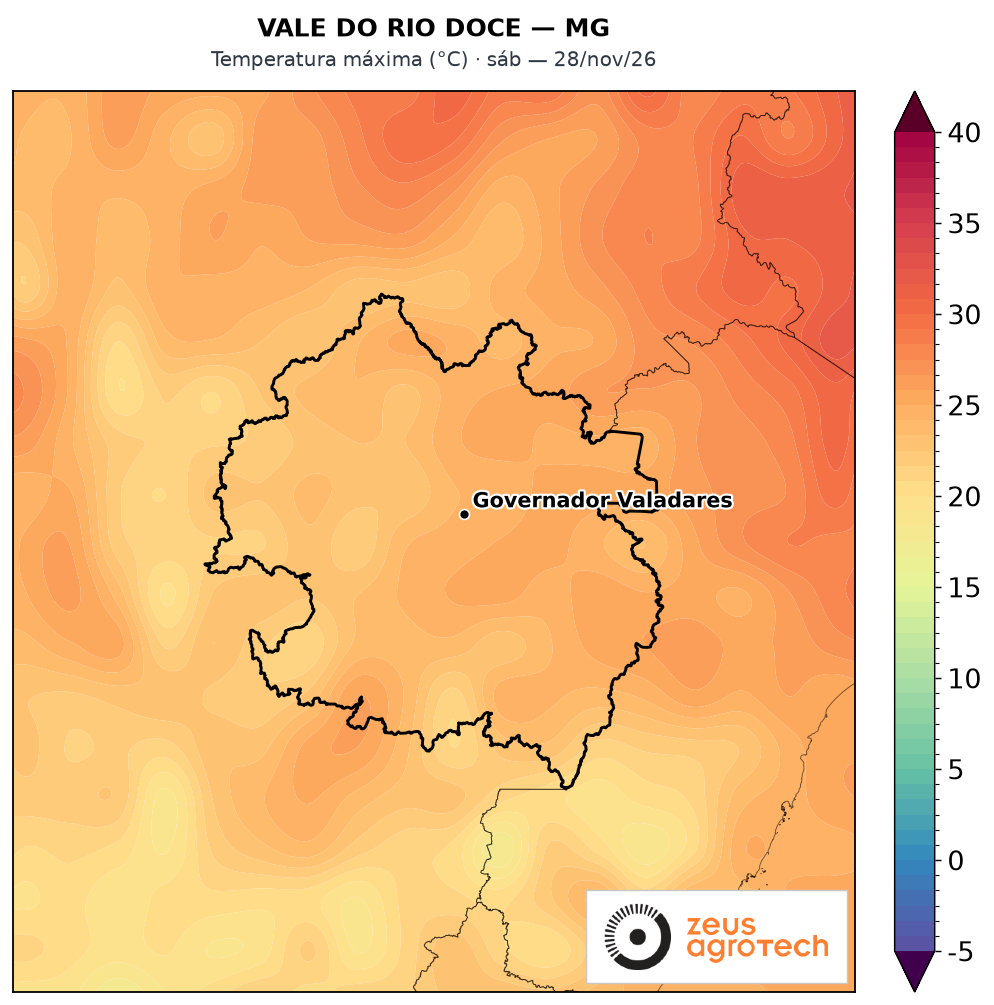 VALE DO RIO DOCE — MG
Temperatura máxima (°C) · sáb — 28/nov/26
40
35
30
25
20
15
10
5
0
-5
Governador Valadares
zeus
agrotech